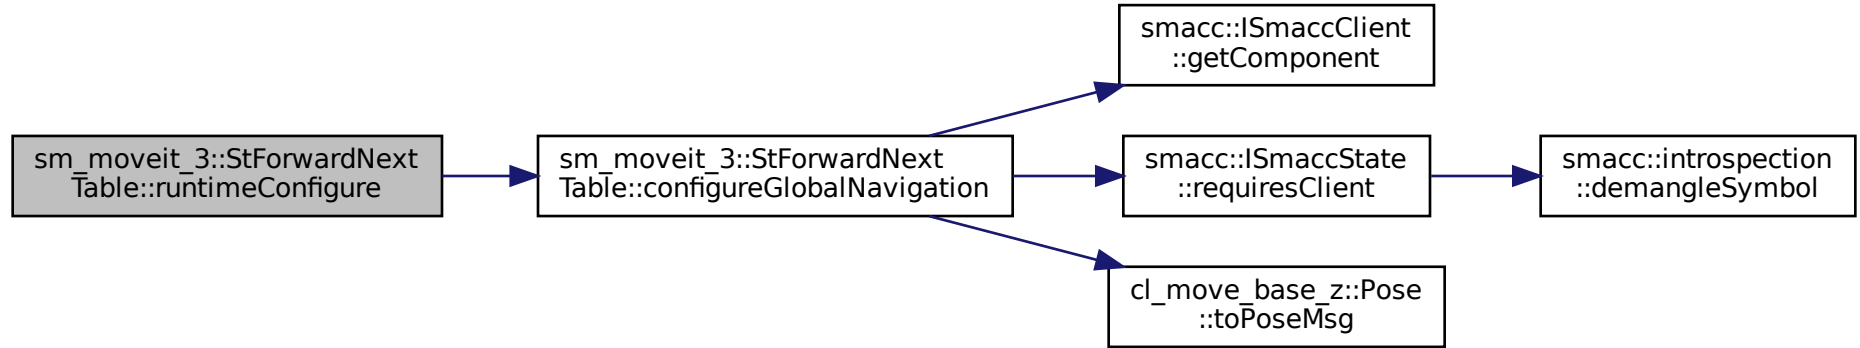 sm_moveit_3::StForwardNext
Table::runtimeConfigure
sm_moveit_3::StForwardNext
Table::configureGlobalNavigation
smacc::ISmaccClient
::getComponent
smacc::ISmaccState
::requiresClient
cl_move_base_z::Pose
::toPoseMsg
smacc::introspection
::demangleSymbol